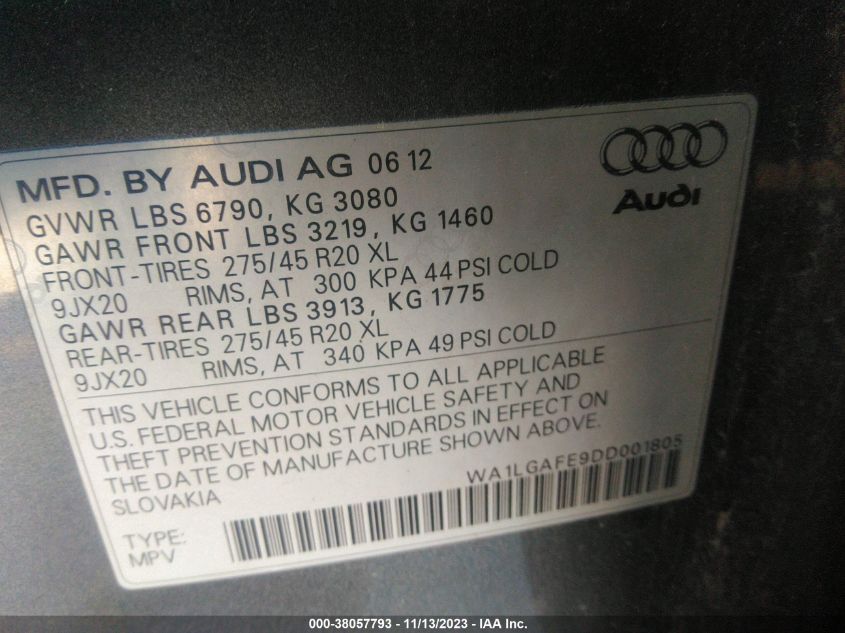 MFD. BY AUDI AG 06 12
Audi
GVWR LBS 6790, KG 3080
GAWR FRONT LBS 3219, KG 1460
FRONT-TIRES 275/45 R20 XL
9JX20 RIMS, AT 300 KPA 44 PSI COLD
GAWR REAR LBS 3913, KG 1775
REAR-TIRES 275/45 R20 XL
9JX20 RIMS, AT 340 KPA 49 PSI COLD
THIS VEHICLE CONFORMS TO ALL APPLICABLE
U.S. FEDERAL MOTOR VEHICLE SAFETY AND
THEFT PREVENTION STANDARDS IN EFFECT ON
THE DATE OF MANUFACTURE SHOWN ABOVE.
SLOVAKIA
WA1LGAFE9DD001805
TYPE:
MPV
000-38057793 - 11/13/2023 - IAA Inc.